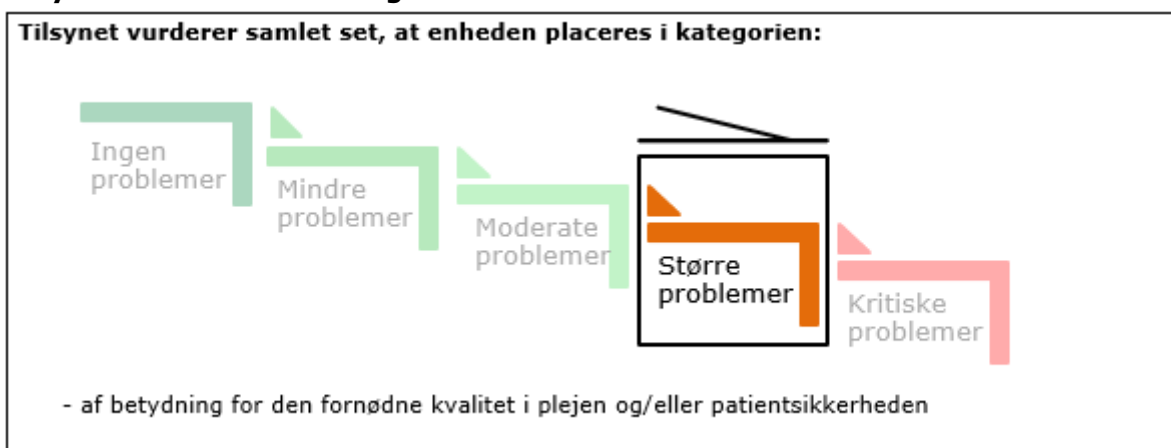 Tilsynet vurderer samlet set, at enheden placeres i kategorien:
Ingen
problemer
Mindre
problemer
Moderate
problemer
Større
problemer
Kritiske
problemer
- af betydning for den fornødne kvalitet i plejen og/eller patientsikkerheden